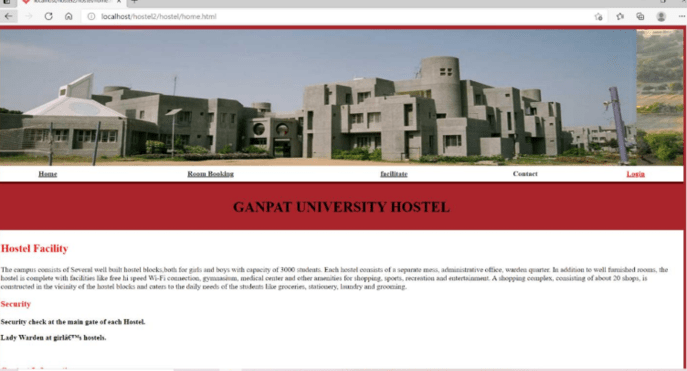 localhost/hostel2/hostel/home.html
Home Room Booking facilitate Contact Login
GANPAT UNIVERSITY HOSTEL
Hostel Facility
The campus consists of Several well built hostel blocks,both for girls and boys with capacity of 3000 students. Each hostel consists of a separate mess, administrative office, warden quarter. In addition to well furnished rooms, the
hostel is complete with facilities like free hi speed Wi-Fi connection, gymnasium, medical center and other amenities for shopping, sports, recreation and entertainment. A shopping complex, consisting of about 20 shops, is
constructed in the vicinity of the hostel blocks and caters to the daily needs of the students like groceries, stationery, laundry and grooming.
Security
Security check at the main gate of each Hostel.
Lady Warden at girlâ€™s hostels.